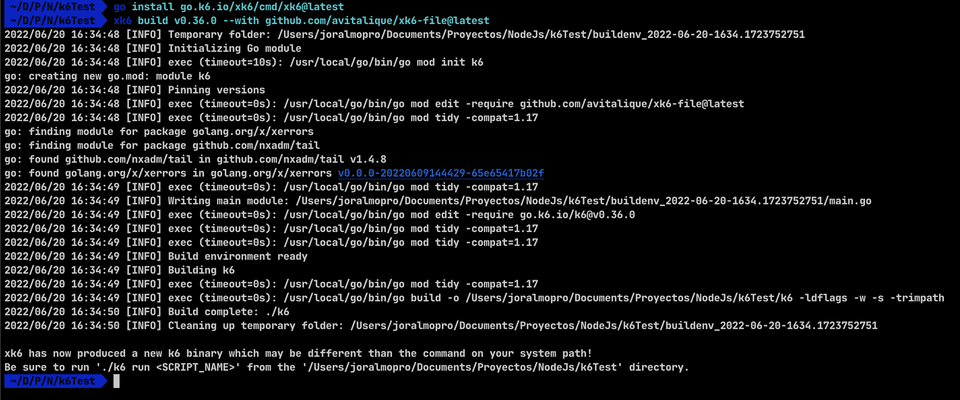 ~/D/P/N/k6Test go install go.k6.io/xk6/cmd/xk6@latest
~/D/P/N/k6Test xk6 build v0.36.0 --with github.com/avitalique/xk6-file@latest
2022/06/20 16:34:48 [INFO] Temporary folder: /Users/joralmopro/Documents/Proyectos/NodeJs/k6Test/buildenv_2022-06-20-1634.1723752751
2022/06/20 16:34:48 [INFO] Initializing Go module
2022/06/20 16:34:48 [INFO] exec (timeout=10s): /usr/local/go/bin/go mod init k6
go: creating new go.mod: module k6
2022/06/20 16:34:48 [INFO] Pinning versions
2022/06/20 16:34:48 [INFO] exec (timeout=0s): /usr/local/go/bin/go mod edit -require github.com/avitalique/xk6-file@latest
2022/06/20 16:34:48 [INFO] exec (timeout=0s): /usr/local/go/bin/go mod tidy -compat=1.17
go: finding module for package golang.org/x/xerrors
go: finding module for package github.com/nxadm/tail
go: found github.com/nxadm/tail in github.com/nxadm/tail v1.4.8
go: found golang.org/x/xerrors in golang.org/x/xerrors v0.0.0-20220609144429-65e65417b02f
2022/06/20 16:34:49 [INFO] exec (timeout=0s): /usr/local/go/bin/go mod tidy -compat=1.17
2022/06/20 16:34:49 [INFO] Writing main module: /Users/joralmopro/Documents/Proyectos/NodeJs/k6Test/buildenv_2022-06-20-1634.1723752751/main.go
2022/06/20 16:34:49 [INFO] exec (timeout=0s): /usr/local/go/bin/go mod edit -require go.k6.io/k6@v0.36.0
2022/06/20 16:34:49 [INFO] exec (timeout=0s): /usr/local/go/bin/go mod tidy -compat=1.17
2022/06/20 16:34:49 [INFO] exec (timeout=0s): /usr/local/go/bin/go mod tidy -compat=1.17
2022/06/20 16:34:49 [INFO] Build environment ready
2022/06/20 16:34:49 [INFO] Building k6
2022/06/20 16:34:49 [INFO] exec (timeout=0s): /usr/local/go/bin/go mod tidy -compat=1.17
2022/06/20 16:34:49 [INFO] exec (timeout=0s): /usr/local/go/bin/go build -o /Users/joralmopro/Documents/Proyectos/NodeJs/k6Test/k6 -ldflags -w -s -trimpath
2022/06/20 16:34:50 [INFO] Build complete: ./k6
2022/06/20 16:34:50 [INFO] Cleaning up temporary folder: /Users/joralmopro/Documents/Proyectos/NodeJs/k6Test/buildenv_2022-06-20-1634.1723752751
xk6 has now produced a new k6 binary which may be different than the command on your system path!
Be sure to run './k6 run <SCRIPT_NAME>' from the '/Users/joralmopro/Documents/Proyectos/NodeJs/k6Test' directory.
~/D/P/N/k6Test